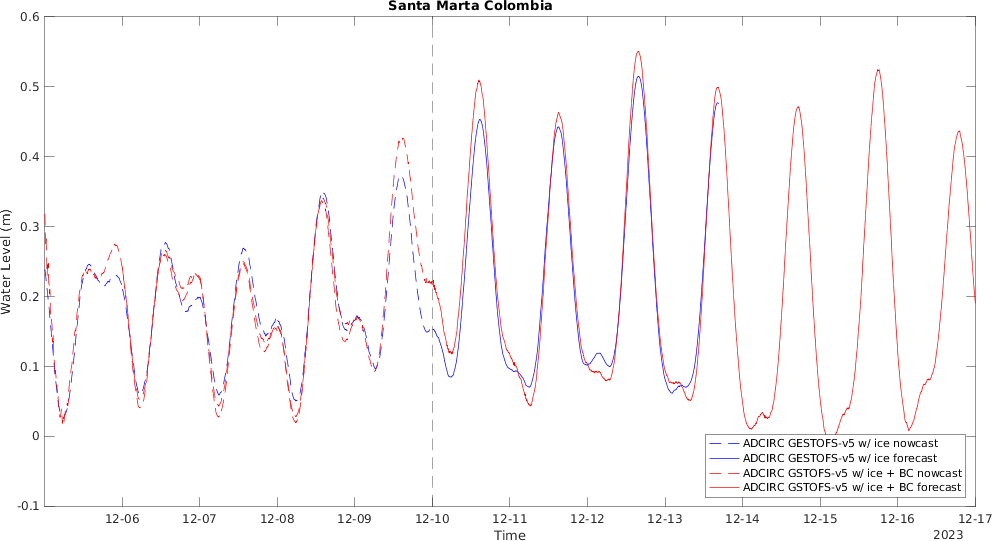 Santa Marta Colombia
0.6
0.5
0.4
0.3
0.2
0.1
0
-0.1
Water Level (m)
ADCIRC GESTOFS-v5 w/ ice nowcast
ADCIRC GESTOFS-v5 w/ ice forecast
ADCIRC GSTOFS-v5 w/ ice + BC nowcast
ADCIRC GSTOFS-v5 w/ ice + BC forecast
12-06 12-07 12-08 12-09 12-10 12-11 12-12 12-13 12-14 12-15 12-16 12-17
Time
2023